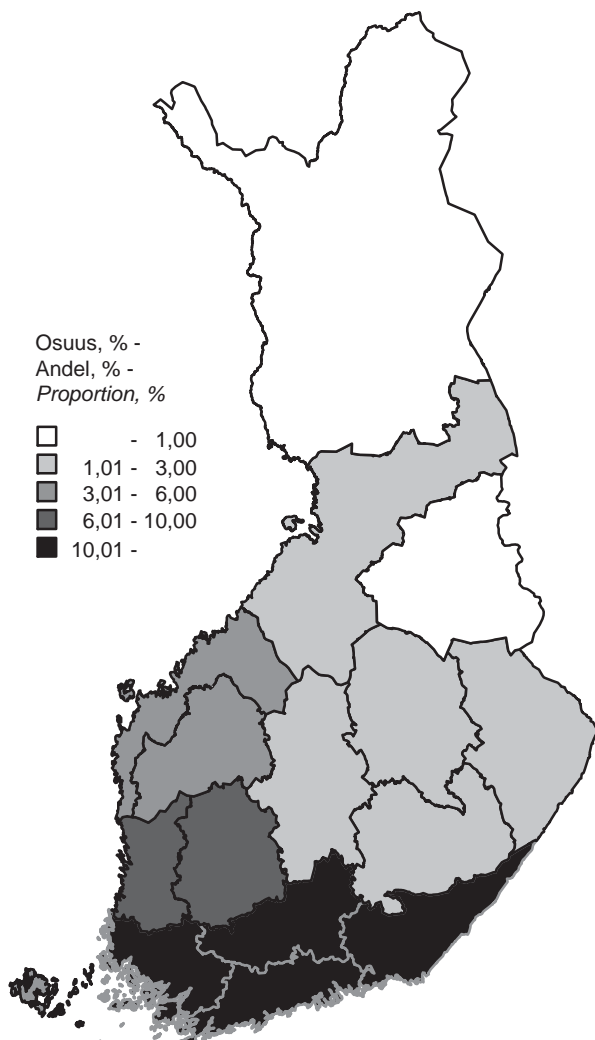 Osuus, % -
Andel, % -
Proportion, %
- 1,00
1,01 - 3,00
3,01 - 6,00
6,01 - 10,00
10,01 -